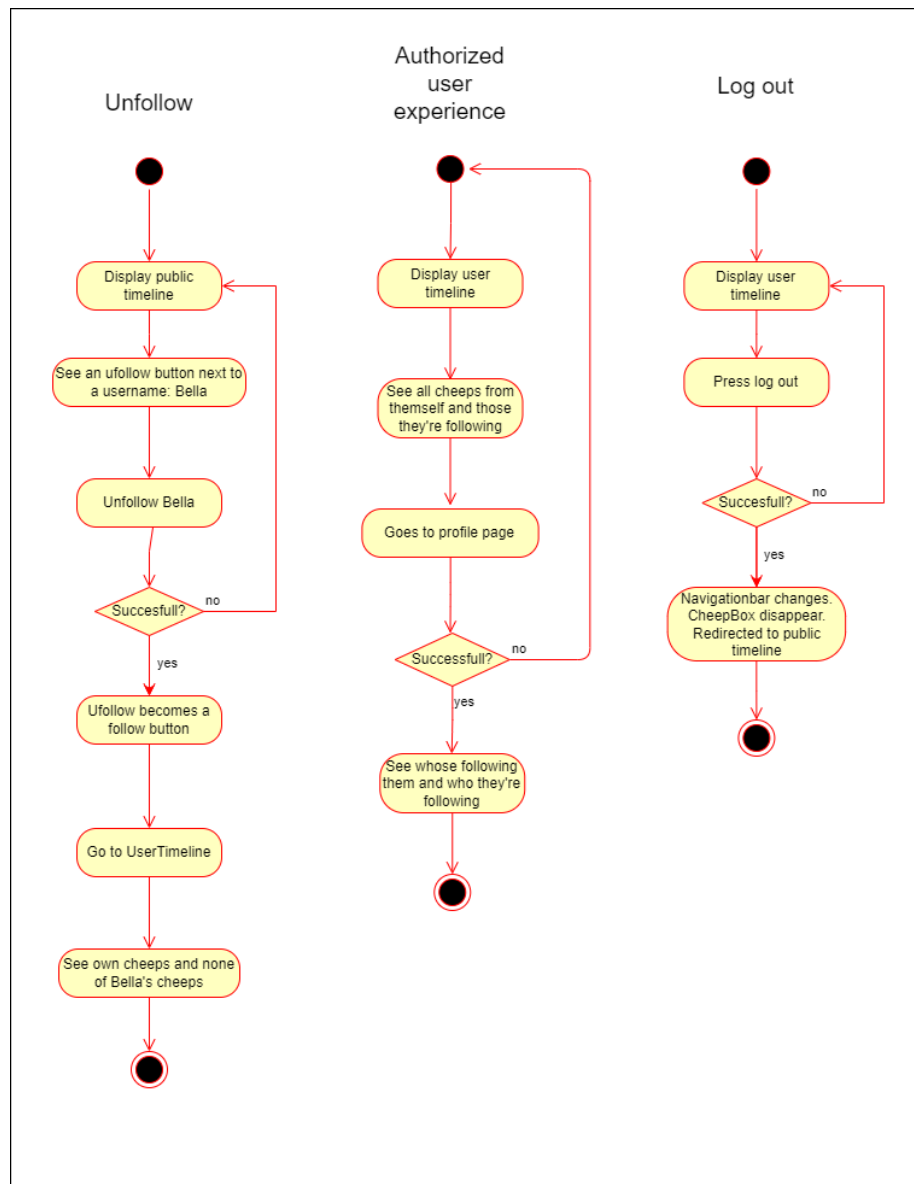 Unfollow
Display public
timeline
See an ufollow button next to
a username: Bella
Unfollow Bella
Succesfull?
no
yes
Ufollow becomes a
follow button
Go to UserTimeline
See own cheeps and none
of Bella's cheeps
Authorized
user
experience
Display user
timeline
See all cheeps from
themself and those
they're following
Goes to profile page
Successfull?
no
yes
See whose following
them and who they're
following
Log out
Display user
timeline
Press log out
Succesfull?
no
yes
Navigationbar changes.
CheepBox disappear.
Redirected to public
timeline